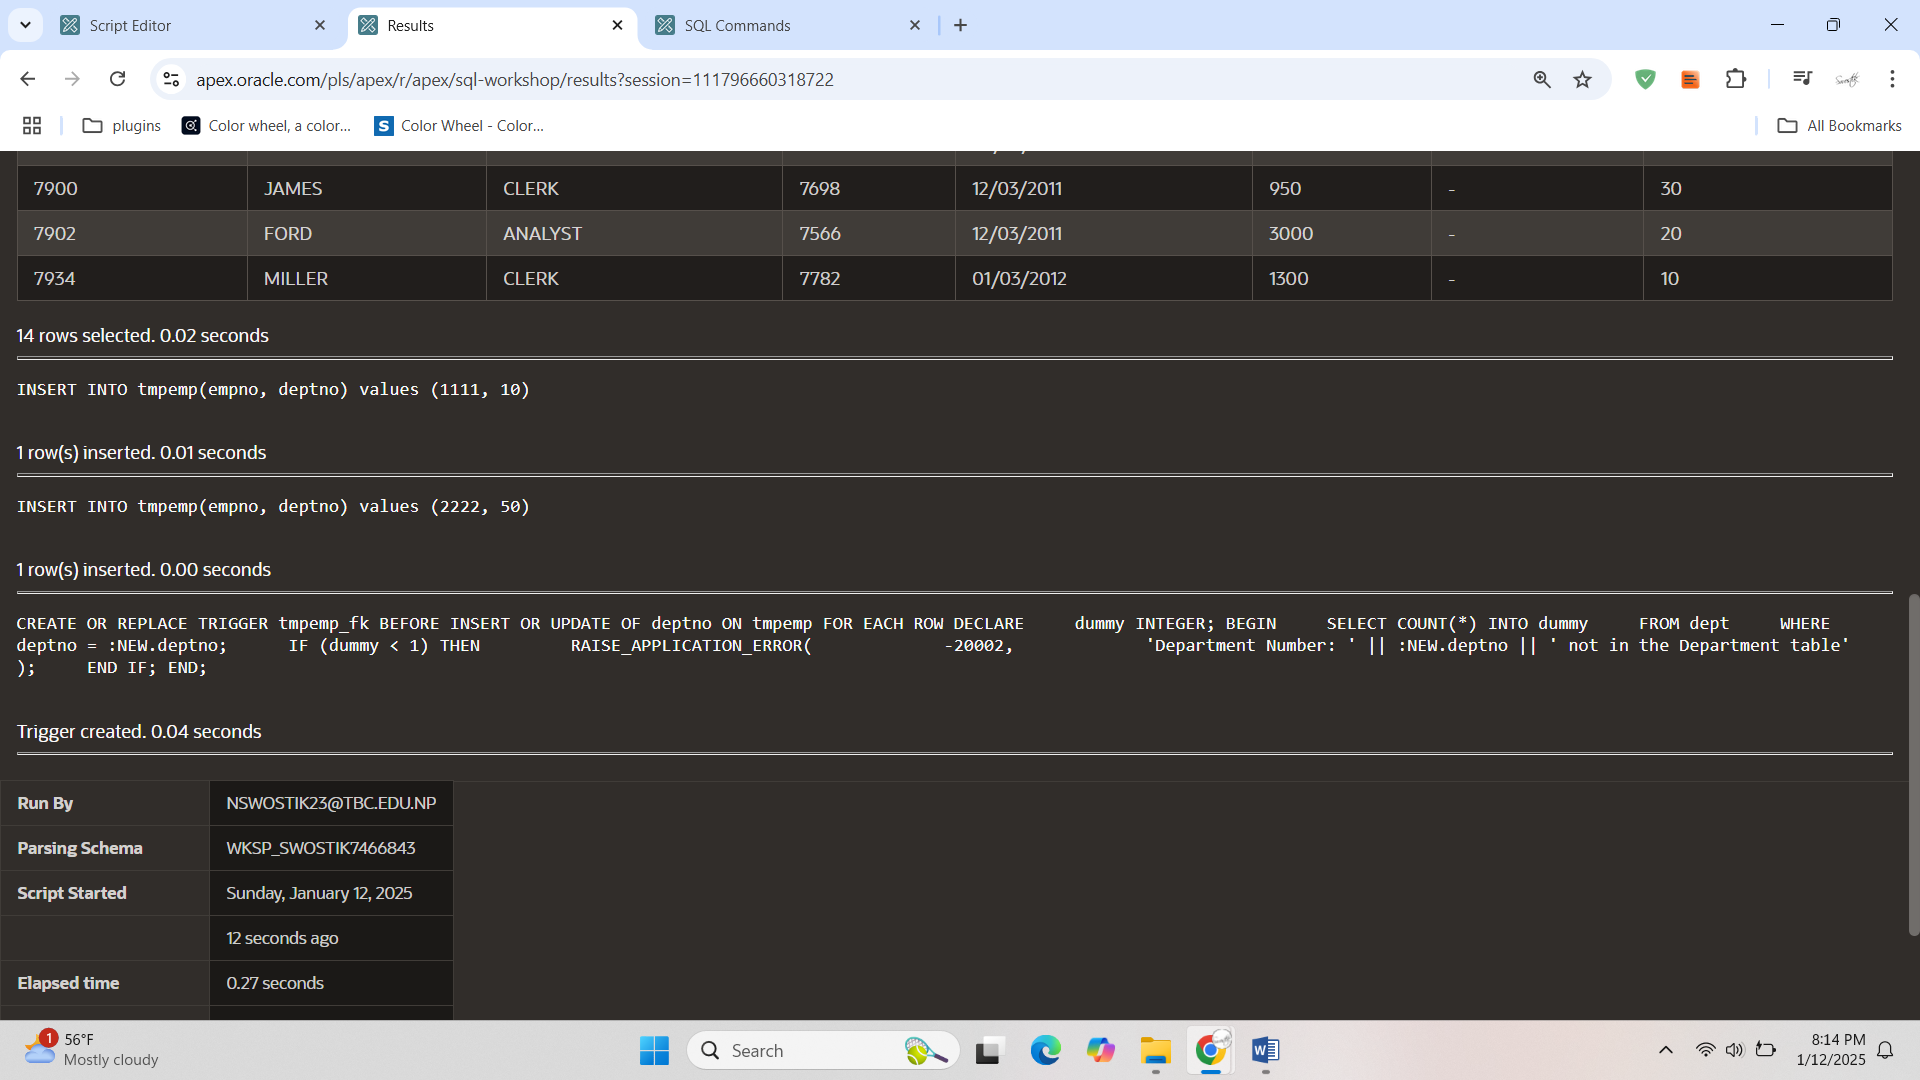 Script Editor
Results
SQL Commands
apex.oracle.com/pls/apex/r/apex/sql-workshop/results?session=111796660318722
plugins
Color wheel, a color...
S Color Wheel - Color...
All Bookmarks
7900 JAMES CLERK 7698 12/03/2011 950 - 30
7902 FORD ANALYST 7566 12/03/2011 3000 - 20
7934 MILLER CLERK 7782 01/03/2012 1300 - 10
14 rows selected. 0.02 seconds
INSERT INTO tmpemp(empno, deptno) values (1111, 10)
1 row(s) inserted. 0.01 seconds
INSERT INTO tmpemp(empno, deptno) values (2222, 50)
1 row(s) inserted. 0.00 seconds
CREATE OR REPLACE TRIGGER tmpemp_fk BEFORE INSERT OR UPDATE OF deptno ON tmpemp FOR EACH ROW DECLARE     dummy INTEGER; BEGIN     SELECT COUNT(*) INTO dummy     FROM dept     WHERE
deptno = :NEW.deptno;      IF (dummy < 1) THEN         RAISE_APPLICATION_ERROR(             -20002,             'Department Number: ' || :NEW.deptno || ' not in the Department table'
);     END IF; END;
Trigger created. 0.04 seconds
Run By NSWOSTIK23@TBC.EDU.NP
Parsing Schema WKSP_SWOSTIK7466843
Script Started Sunday, January 12, 2025
12 seconds ago
Elapsed time 0.27 seconds
1
56°F
Mostly cloudy
Search
8:14 PM
1/12/2025